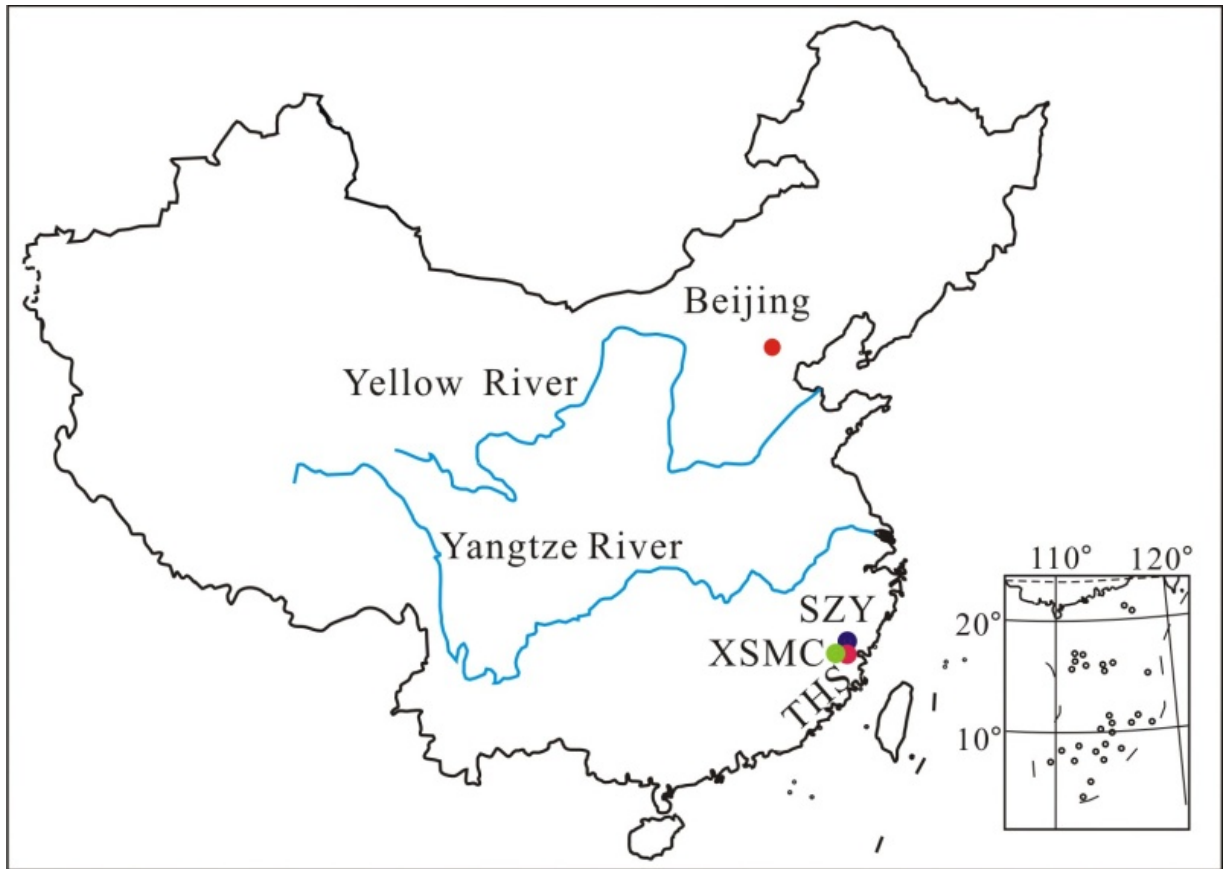 Beijing
Yellow River
Yangtze River
110° 120°
SZY
20°
XSMC
THS
10°